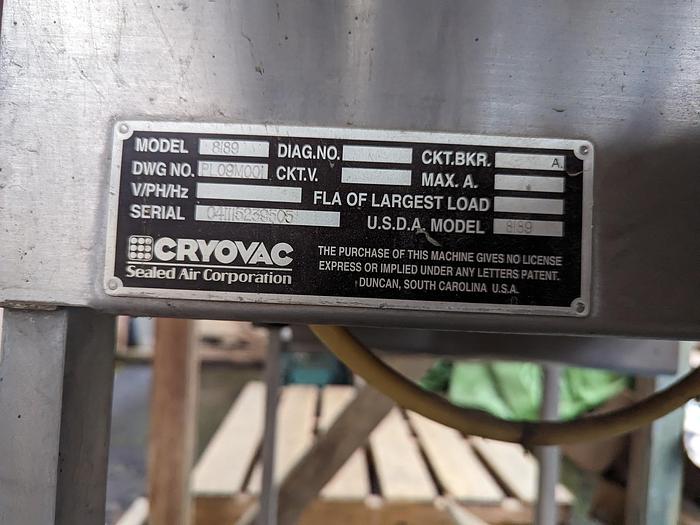 MODEL 8189 DIAG.NO. CKT.BKR. A.
DWG NO. PL09M001 CKT.V. MAX. A.
V/PH/Hz FLA OF LARGEST LOAD
SERIAL U.S.D.A. MODEL 8189
CRYOVAC
Sealed Air Corporation
THE PURCHASE OF THIS MACHINE GIVES NO LICENSE
EXPRESS OR IMPLIED UNDER ANY LETTERS PATENT.
DUNCAN, SOUTH CAROLINA U.S.A.